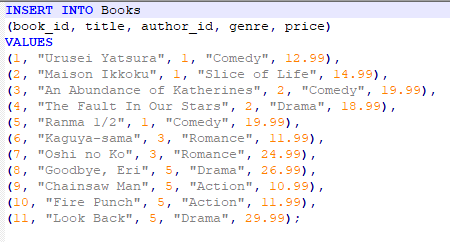 INSERT INTO Books
(book_id, title, author_id, genre, price)
VALUES
(1, "Urusei Yatsura", 1, "Comedy", 12.99),
(2, "Maison Ikkoku", 1, "Slice of Life", 14.99),
(3, "An Abundance of Katherines", 2, "Comedy", 19.99),
(4, "The Fault In Our Stars", 2, "Drama", 18.99),
(5, "Ranma 1/2", 1, "Comedy", 19.99),
(6, "Kaguya-sama", 3, "Romance", 11.99),
(7, "Oshi no Ko", 3, "Romance", 24.99),
(8, "Goodbye, Eri", 5, "Drama", 26.99),
(9, "Chainsaw Man", 5, "Action", 10.99),
(10, "Fire Punch", 5, "Action", 11.99),
(11, "Look Back", 5, "Drama", 29.99);